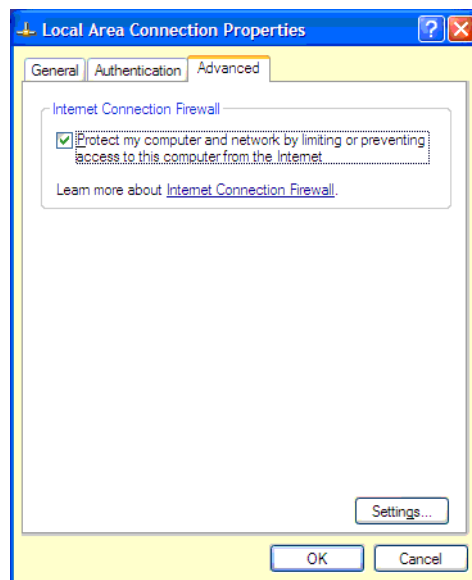 Local Area Connection Properties
General Authentication Advanced
Internet Connection Firewall
Protect my computer and network by limiting or preventing
access to this computer from the Internet
Learn more about Internet Connection Firewall.
Settings...
OK Cancel